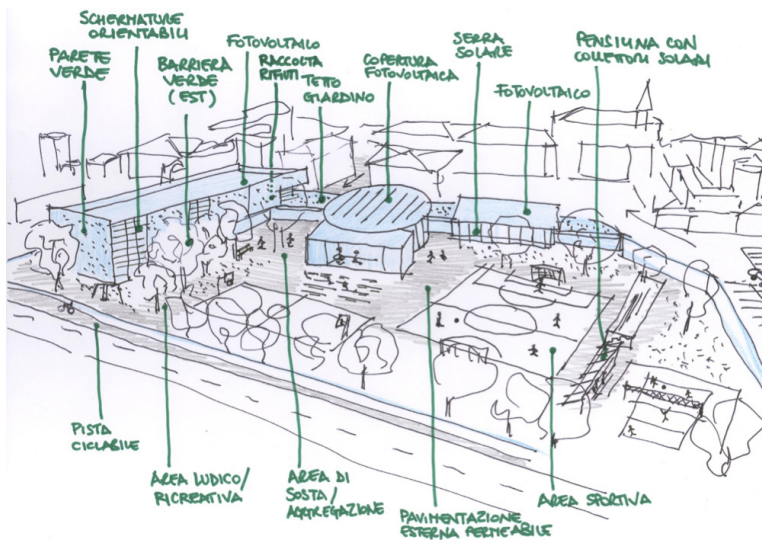 SCHERMATURE
ORIENTABILI
PARETE
VERDE
BARRIERA
VERDE
(EST)
FOTOVOLTAICO
RACCOLTA
RIFIUTI
TETTO
GIARDINO
COPERTURA
FOTOVOLTAICA
SERRA
SOLARE
FOTOVOLTAICO
PENSILINA CON
COLLETTORI SOLARI
PISTA
CICLABILE
AREA LUDICO/
RICREATIVA
AREA DI
SOSTA/
AGGREGAZIONE
PAVIMENTAZIONE
ESTERNA PERMEABILE
AREA SPORTIVA